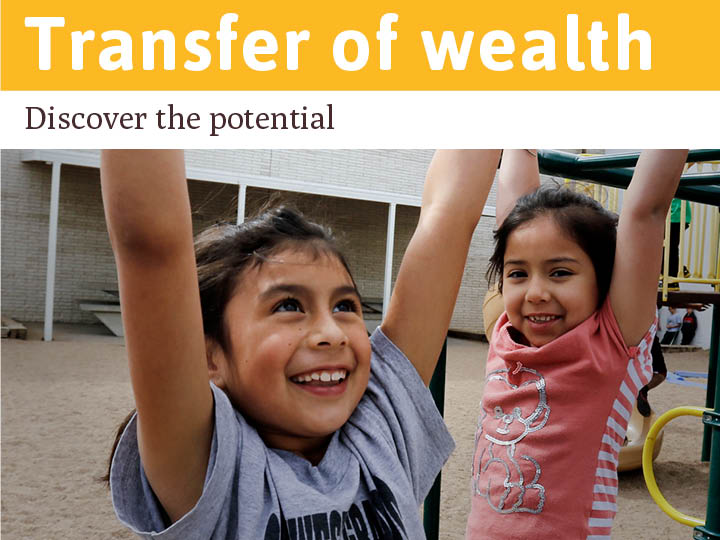 Transfer of wealth
Discover the potential